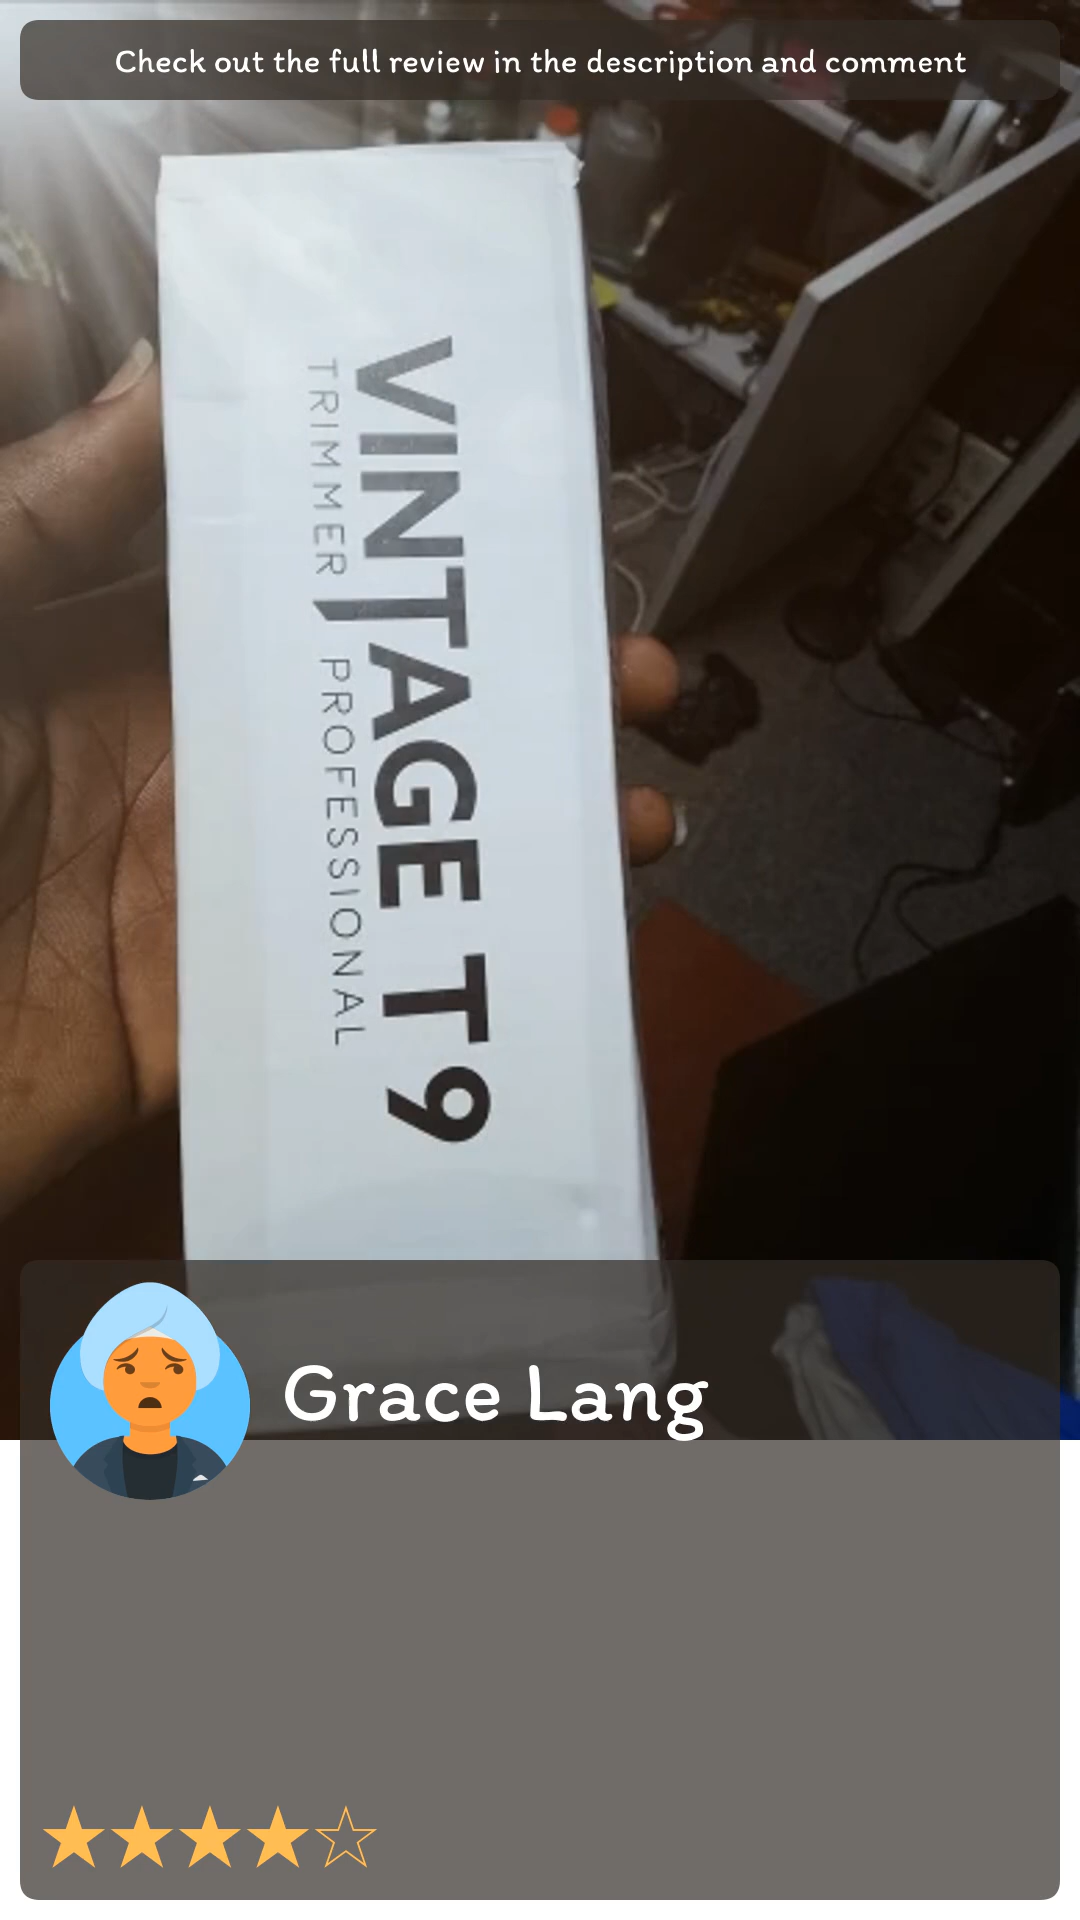 Check out the full review in the description and comment
VINTAGE T9
TRIMMER PROFESSIONAL
Grace Lang